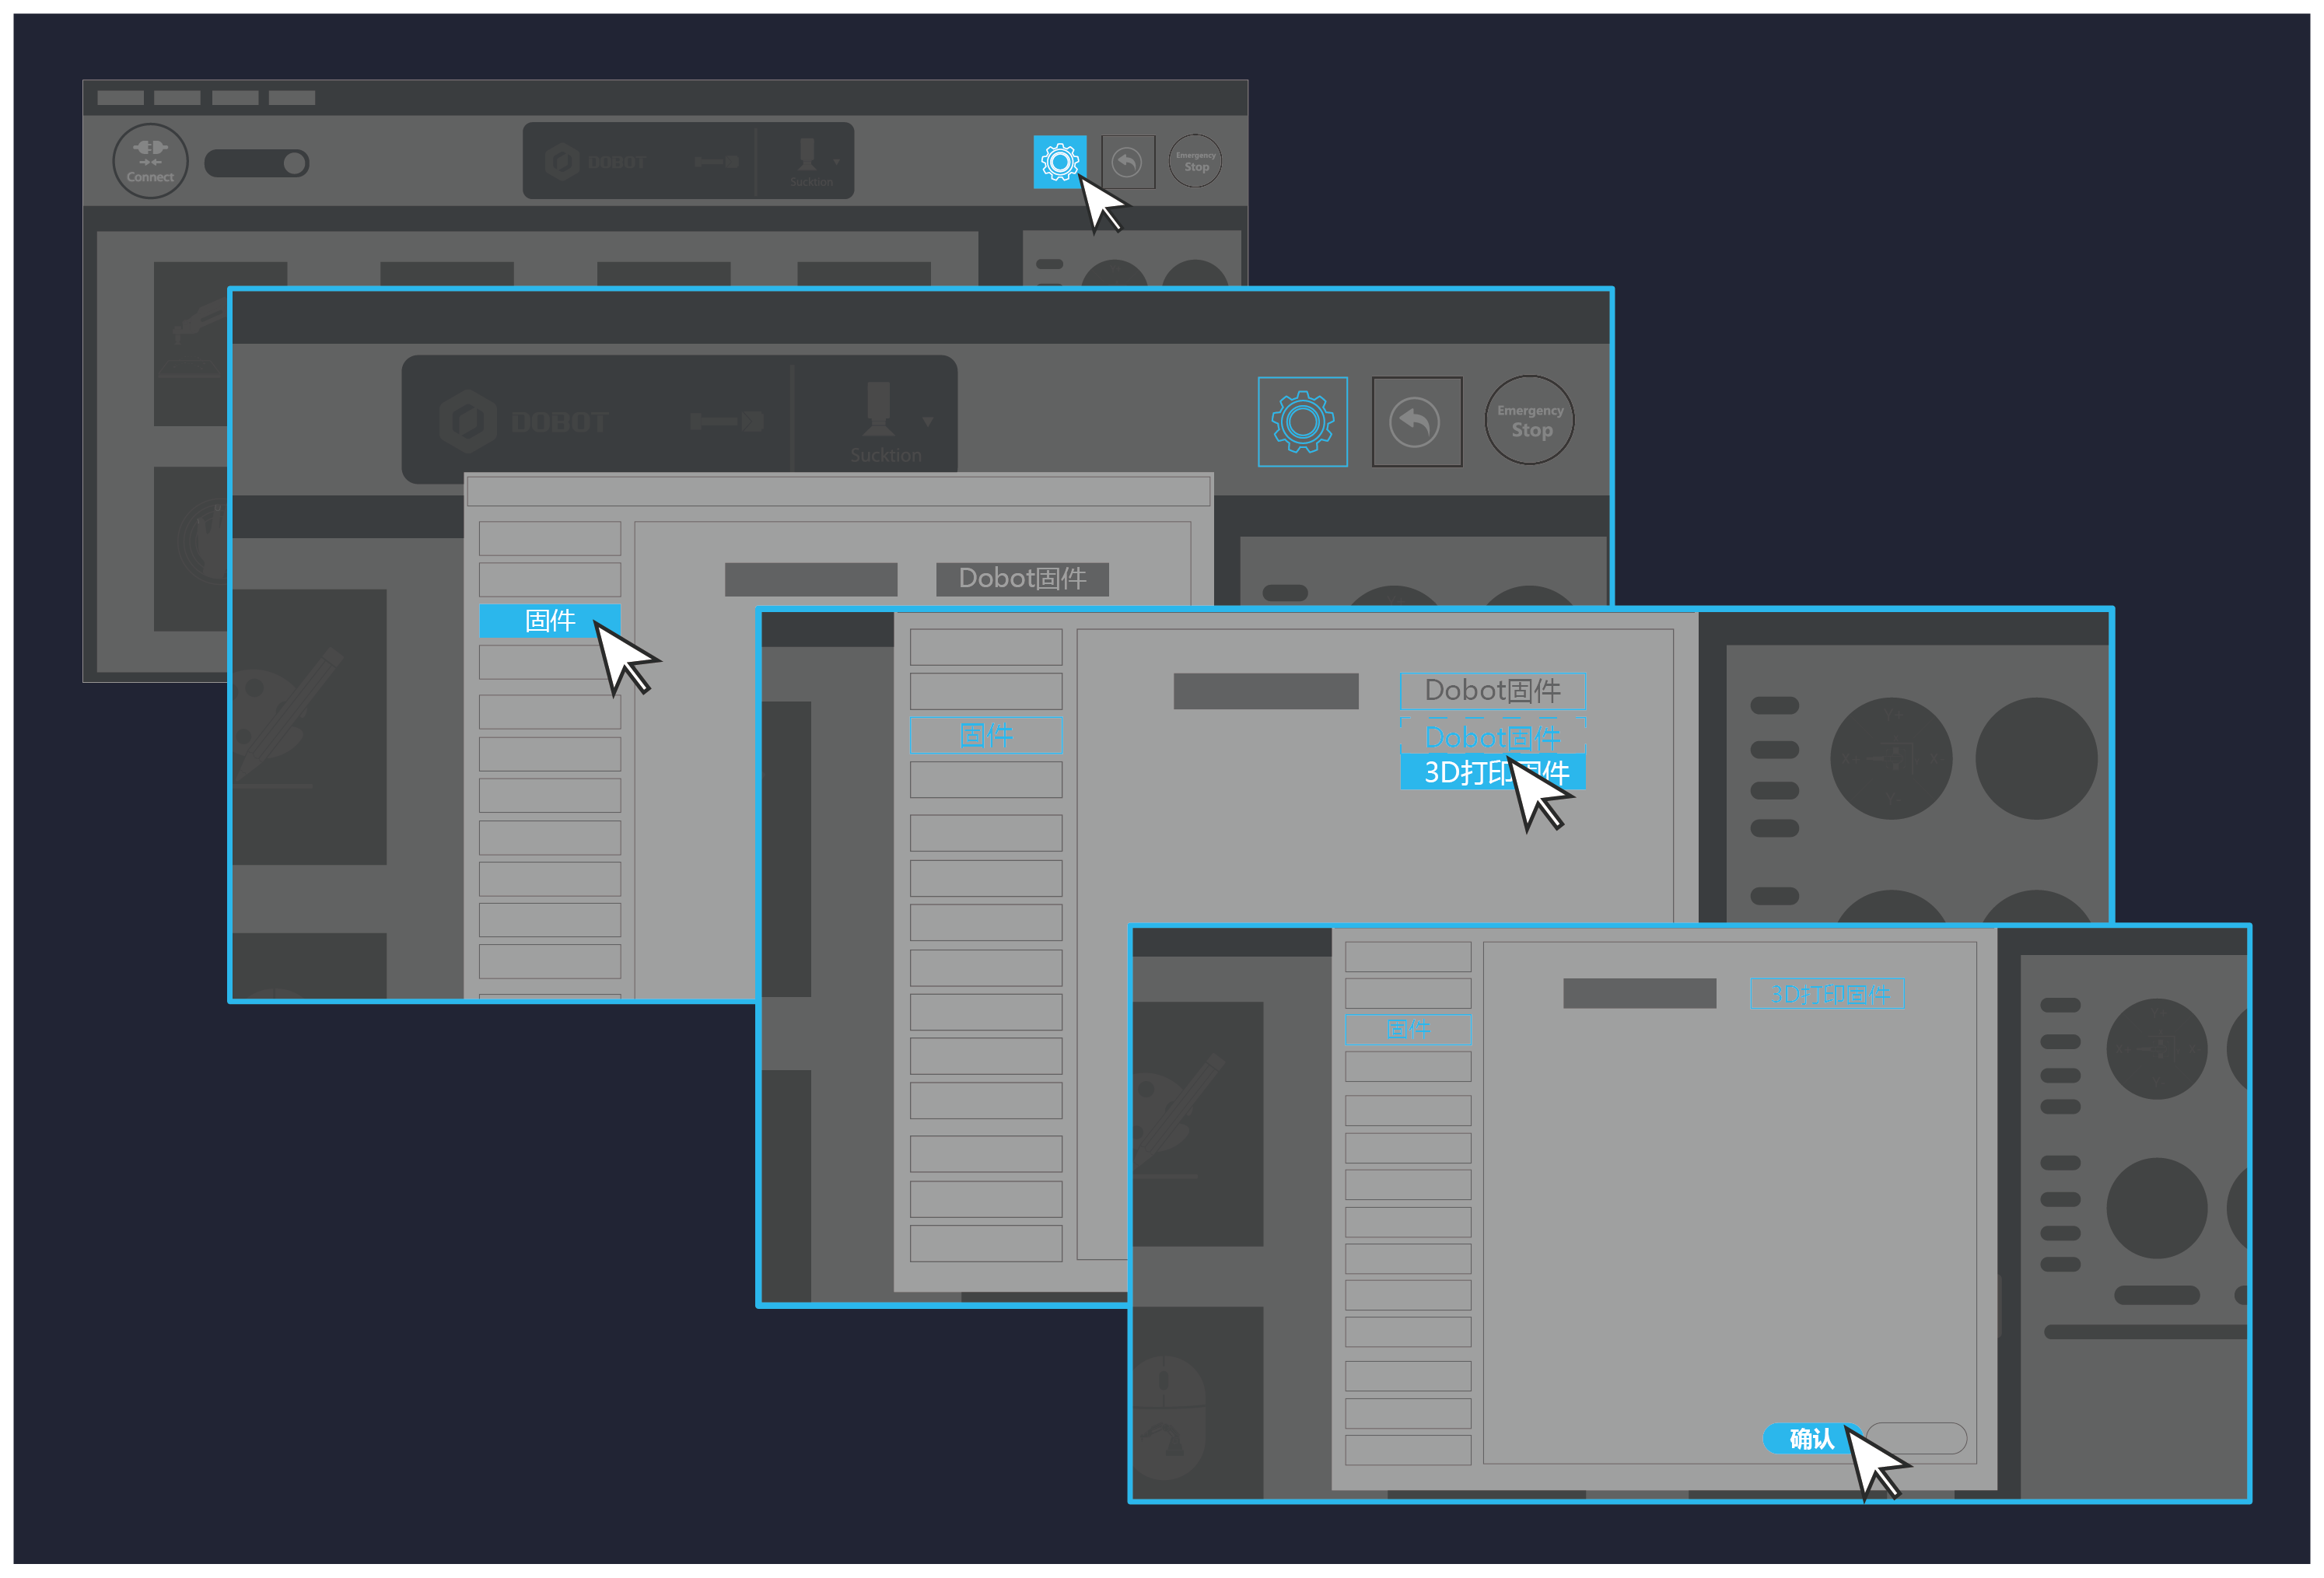 Connect
DOBOT
Sucktion
Emergency
Stop
DOBOT
Sucktion
Emergency
Stop
Dobot固件
固件
Dobot固件
固件
Dobot固件
3D打印固件
Y+
X+
X-
Y-
3D打印固件
固件
确认